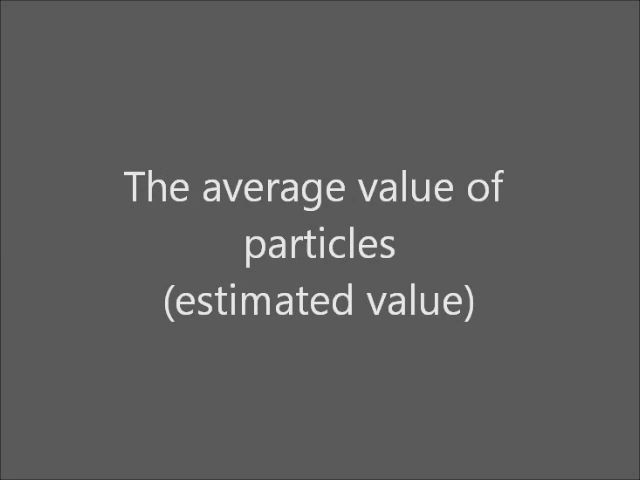 The average value of
particles
(estimated value)